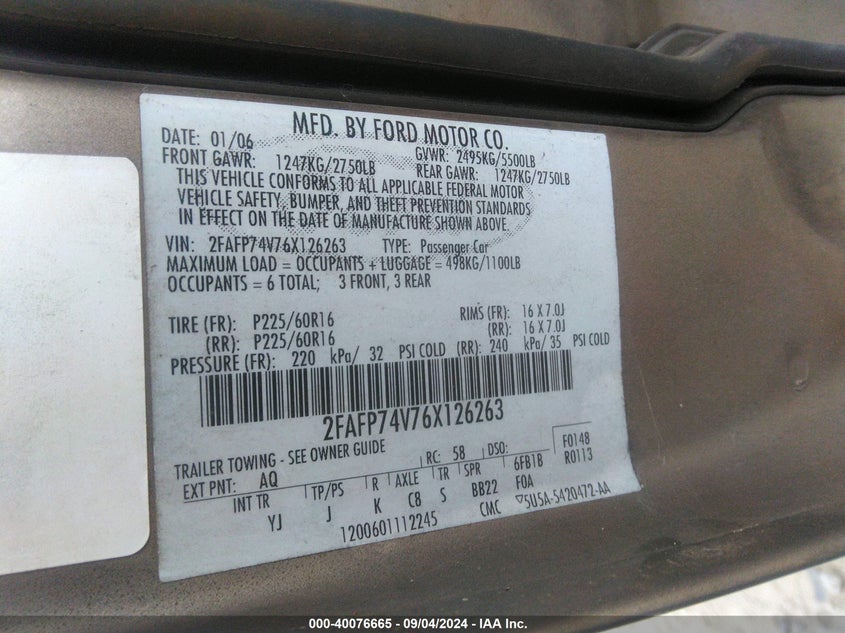 MFD. BY FORD MOTOR CO.
DATE: 01/06 GVWR: 2495KG/5500LB
FRONT GAWR: 1247KG/2750LB REAR GAWR: 1247KG/2750LB
THIS VEHICLE CONFORMS TO ALL APPLICABLE FEDERAL MOTOR
VEHICLE SAFETY, BUMPER, AND THEFT PREVENTION STANDARDS
IN EFFECT ON THE DATE OF MANUFACTURE SHOWN ABOVE.
VIN: 2FAFP74V76X126263 TYPE: Passenger Car
MAXIMUM LOAD = OCCUPANTS + LUGGAGE = 498KG/1100LB
OCCUPANTS = 6 TOTAL; 3 FRONT, 3 REAR
TIRE (FR): P225/60R16 RIMS (FR): 16 X 7.0J
(RR): P225/60R16 (RR): 16 X 7.0J
PRESSURE (FR): 220 kPa/ 32 PSI COLD (RR): 240 kPa/ 35 PSI COLD
2FAFP74V76X126263
TRAILER TOWING - SEE OWNER GUIDE
EXT PNT: AQ RC: 58 DSO: F0148
INT TR TP/PS R AXLE TR SPR 6FB1B R0113
YJ J K C8 S BB22 F0A
1200601112245 CMC ▽5U5A-5420472-AA
000-40076665 - 09/04/2024 - IAA Inc.